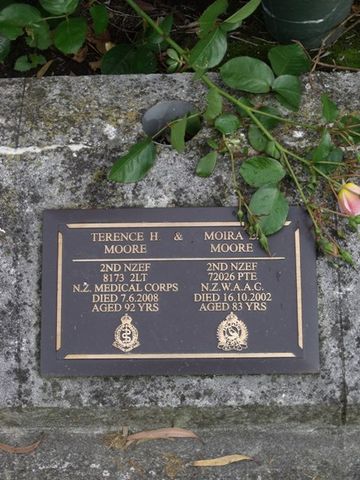 TERENCE H. & MOIRA
MOORE MOORE
2ND NZEF 2ND NZEF
8173 2LT 72026 PTE
N.Z. MEDICAL CORPS N.Z.W.A.A.C.
DIED 7.6.2008 DIED 16.10.2002
AGED 92 YRS AGED 83 YRS